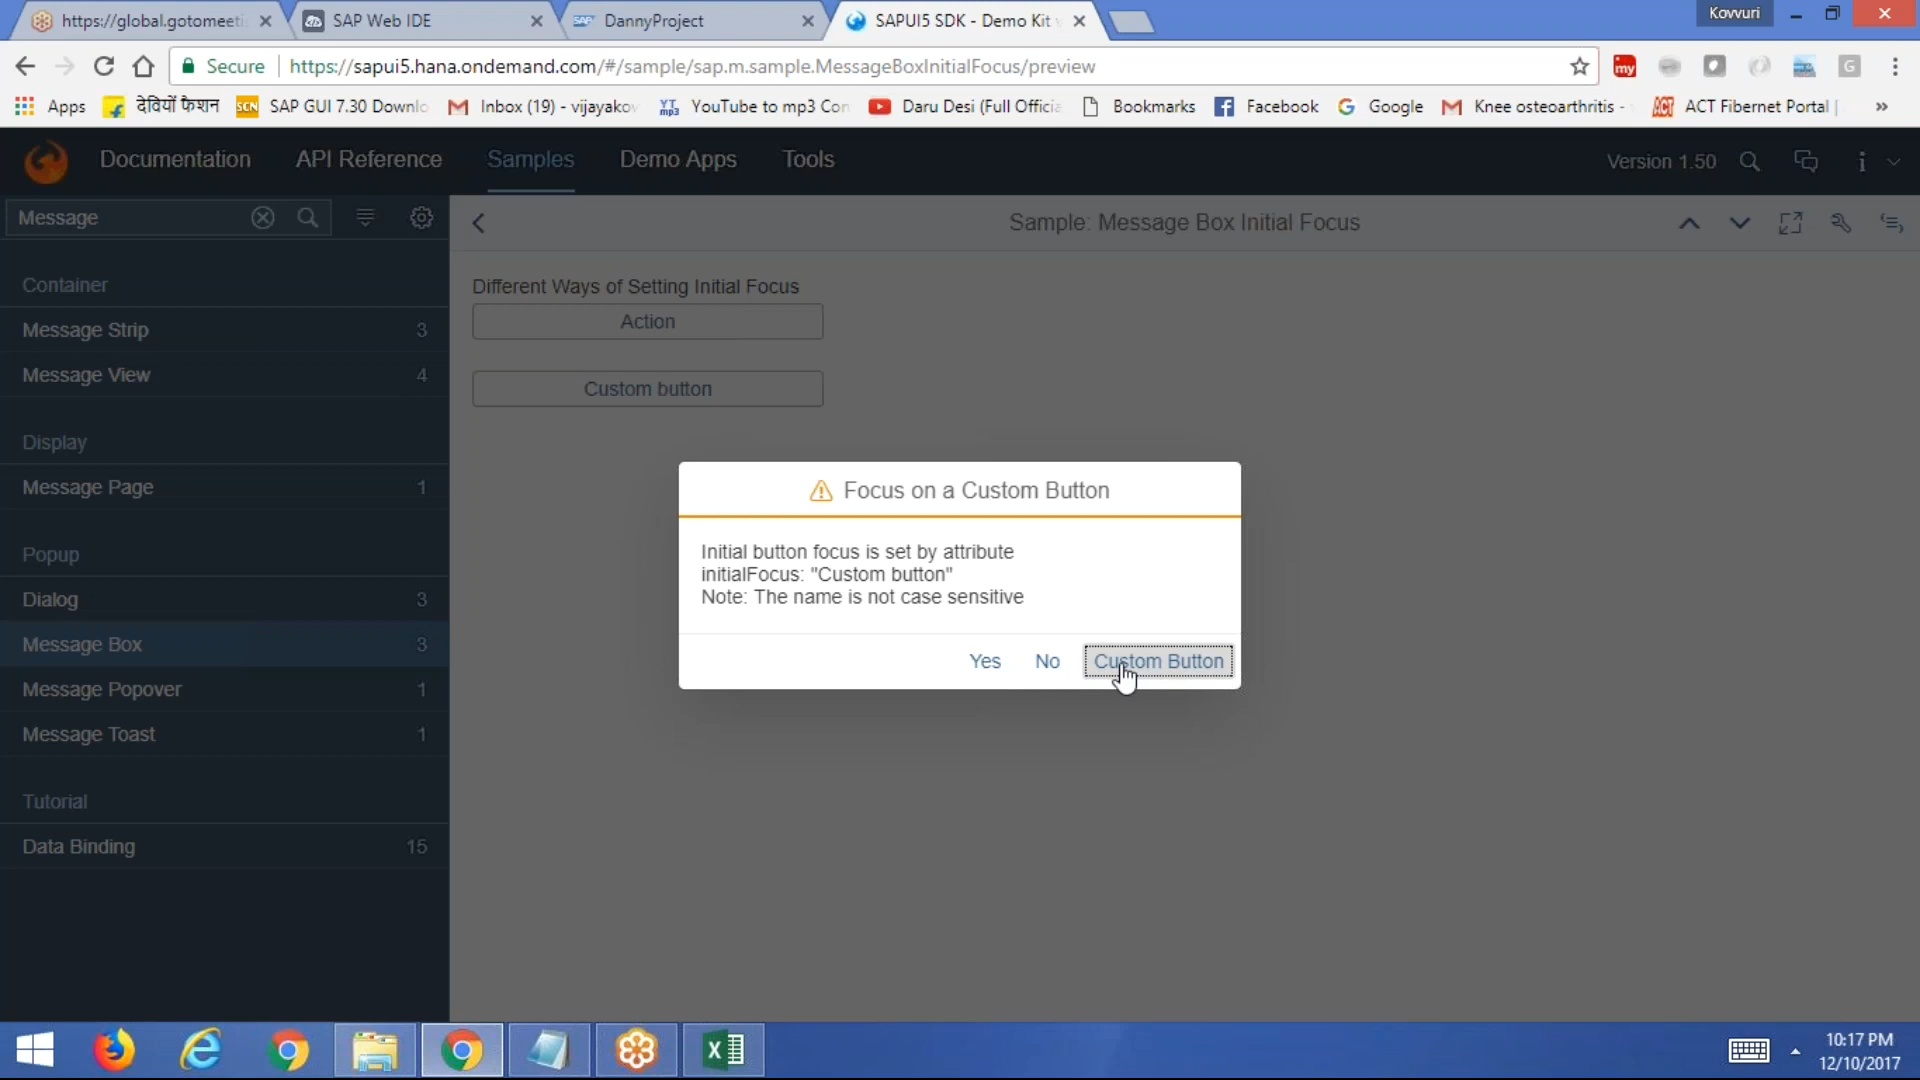 https://global.gotomeeti
SAP Web IDE
DannyProject
SAPUI5 SDK - Demo Kit
Kovvuri
Secure
https://sapui5.hana.ondemand.com/#/sample/sap.m.sample.MessageBoxInitialFocus/preview
my
G
Apps
देवियों फैशन
SCN
SAP GUI 7.30 Downlo
Inbox (19) - vijayakov
YT mp3
YouTube to mp3 Con
Daru Desi (Full Officia
Bookmarks
Facebook
Google
Knee osteoarthritis -
ACT
ACT Fibernet Portal |
»
Documentation
API Reference
Samples
Demo Apps
Tools
Version 1.50
Message
Sample: Message Box Initial Focus
Container
Message Strip 3
Message View 4
Display
Message Page 1
Popup
Dialog 3
Message Box 3
Message Popover 1
Message Toast 1
Tutorial
Data Binding 15
Different Ways of Setting Initial Focus
Action
Custom button
Focus on a Custom Button
Initial button focus is set by attribute
initialFocus: "Custom button"
Note: The name is not case sensitive
Yes
No
Custom Button
10:17 PM
12/10/2017